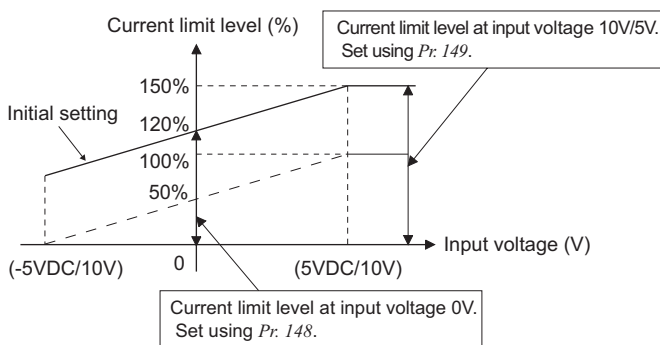 Current limit level (%)
Current limit level at input voltage 10V/5V.
Set using Pr. 149.
150%
Initial setting
120%
100%
50%
Input voltage (V)
(-5VDC/10V)
0
(5VDC/10V)
Current limit level at input voltage 0V.
Set using Pr. 148.